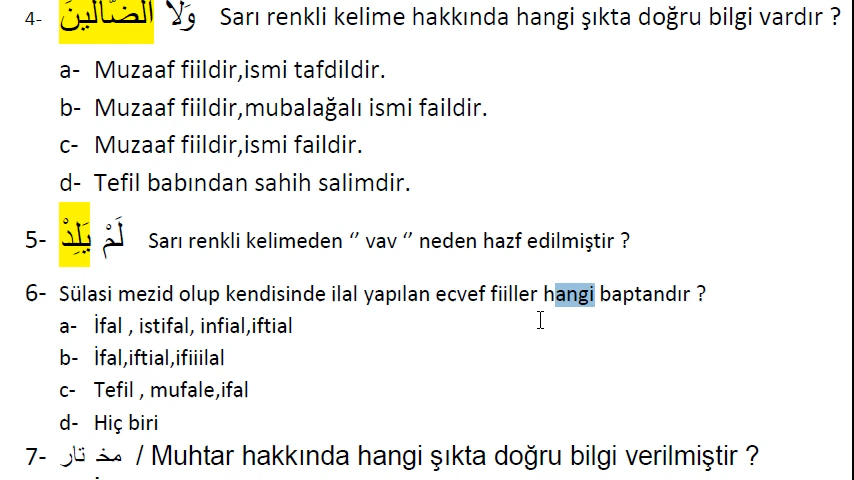 4- وَلَا الضَّالِّينَ Sarı renkli kelime hakkında hangi şıkta doğru bilgi vardır ?
a- Muzaaf fiildir,ismi tafdildir.
b- Muzaaf fiildir,mubalağalı ismi faildir.
c- Muzaaf fiildir,ismi faildir.
d- Tefil babından sahih salimdir.
5- لَمْ يَلِدْ Sarı renkli kelimeden ‘’ vav ‘’ neden hazf edilmiştir ?
6- Sülasi mezid olup kendisinde ilal yapılan ecvef fiiller hangi baptandır ?
a- İfal , istifal, infial,iftial
b- İfal,iftial,ifiiilal
c- Tefil , mufale,ifal
d- Hiç biri
7- مخ تار / Muhtar hakkında hangi şıkta doğru bilgi verilmiştir ?